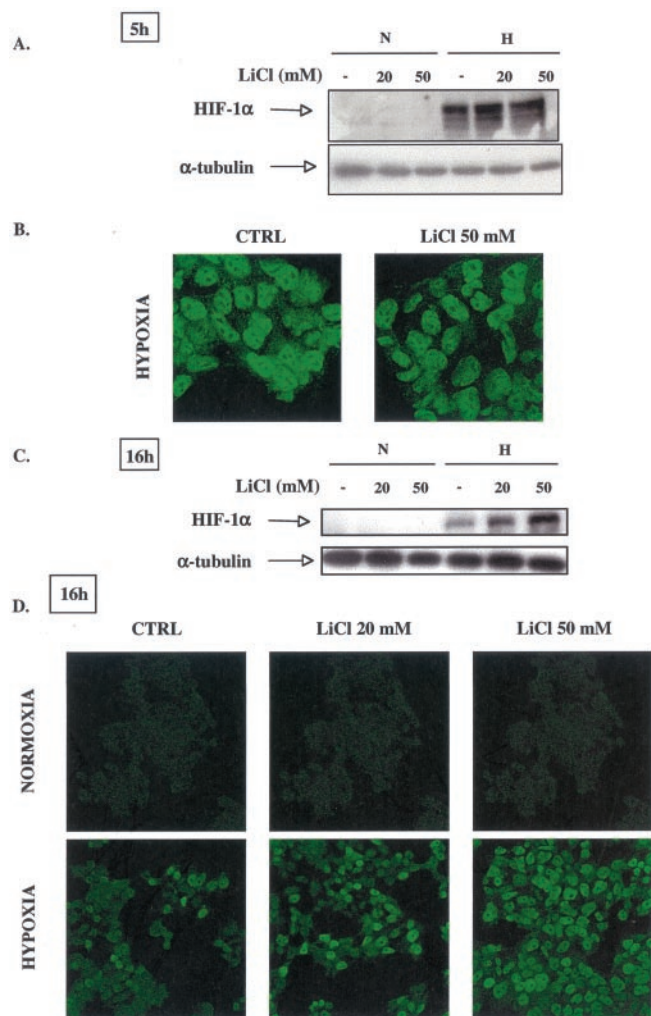 A.
5h
N H
LiCl (mM) - 20 50 - 20 50
HIF-1α
α-tubulin
B.
CTRL LiCl 50 mM
HYPOXIA
C.
16h
N H
LiCl (mM) - 20 50 - 20 50
HIF-1α
α-tubulin
D.
16h
CTRL LiCl 20 mM LiCl 50 mM
NORMOXIA
HYPOXIA